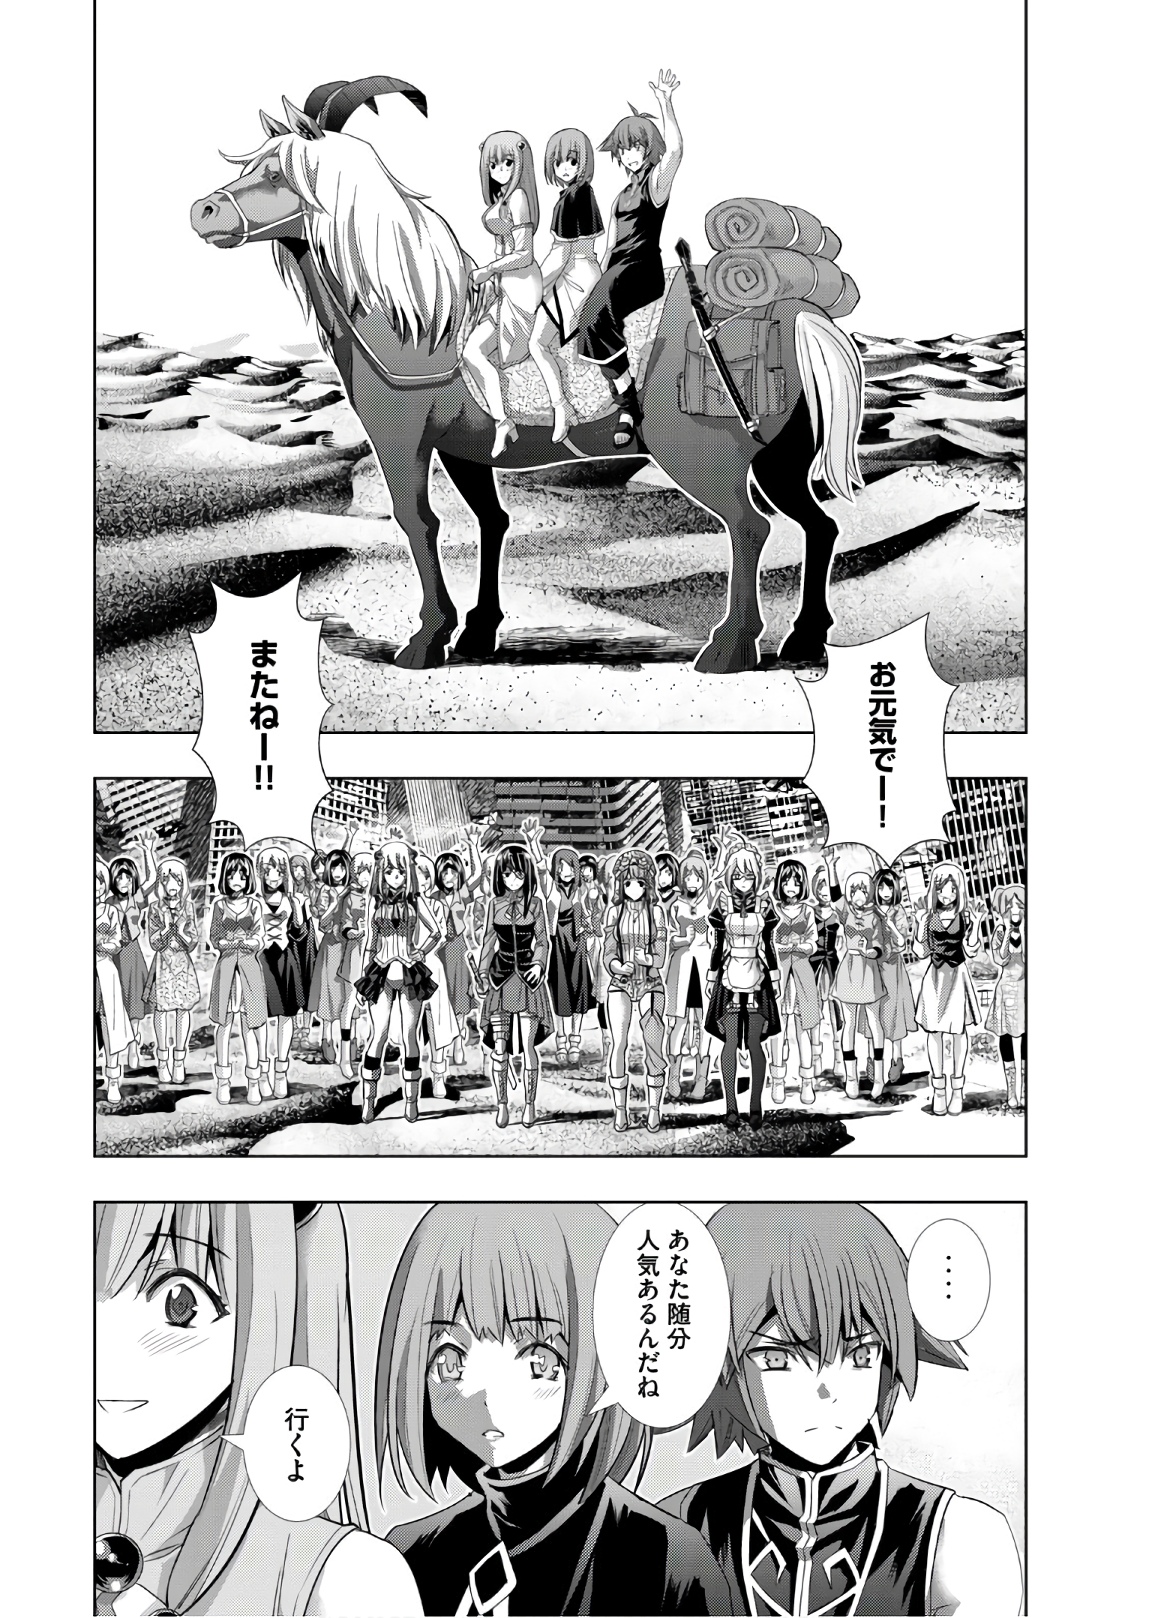 お元気でー！
またねー!!
‥‥
あなた随分
人気あるんだね
行くよ